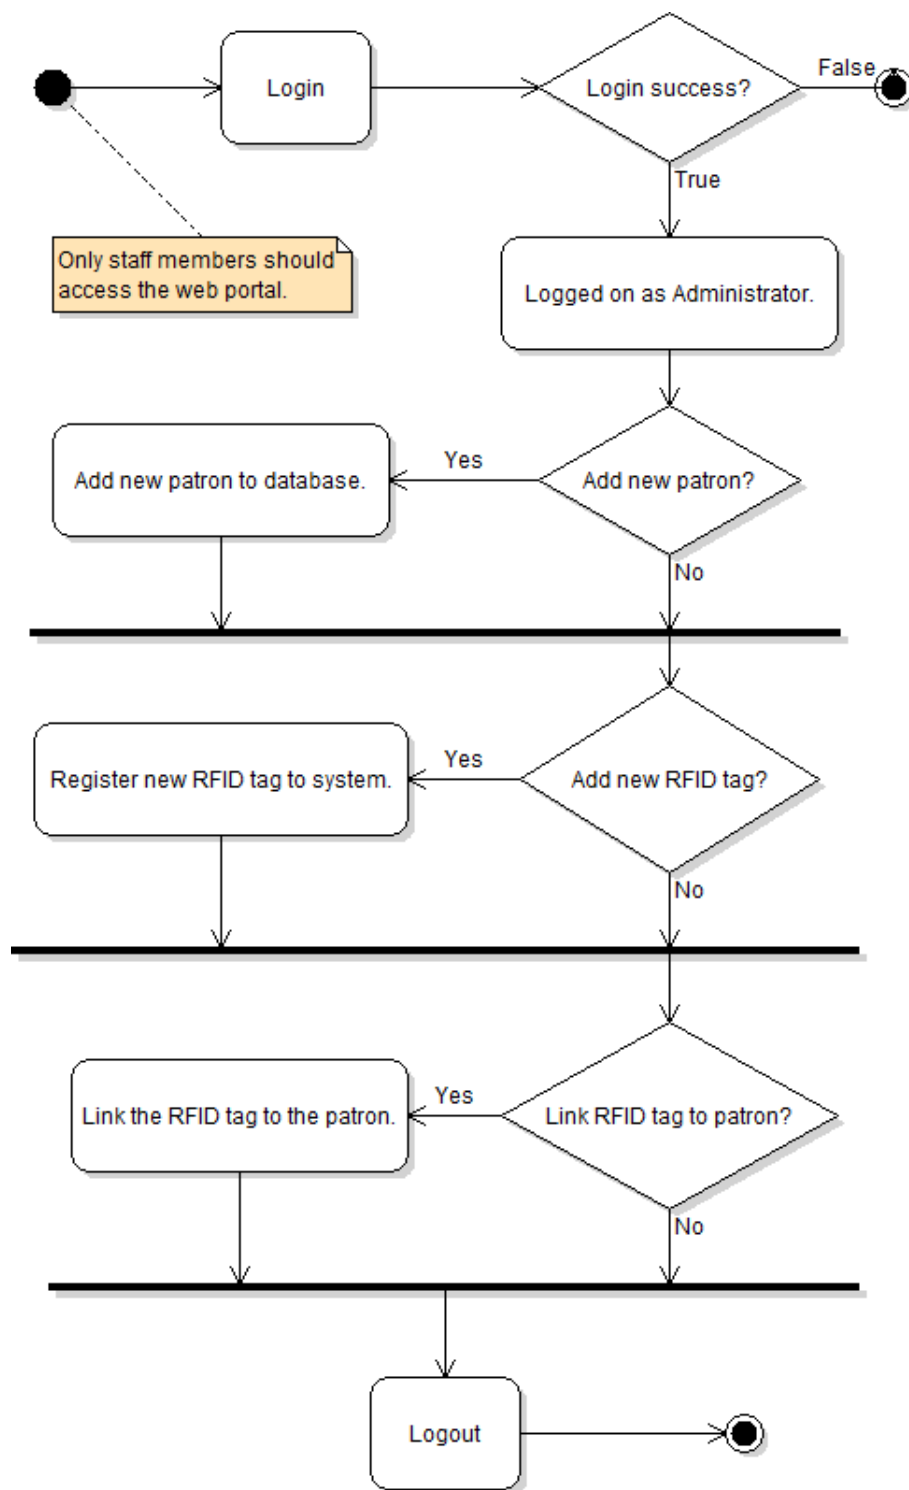 Login
Login success?
False
True
Only staff members should
access the web portal.
Logged on as Administrator.
Add new patron to database.
Yes
Add new patron?
No
Register new RFID tag to system.
Yes
Add new RFID tag?
No
Link the RFID tag to the patron.
Yes
Link RFID tag to patron?
No
Logout